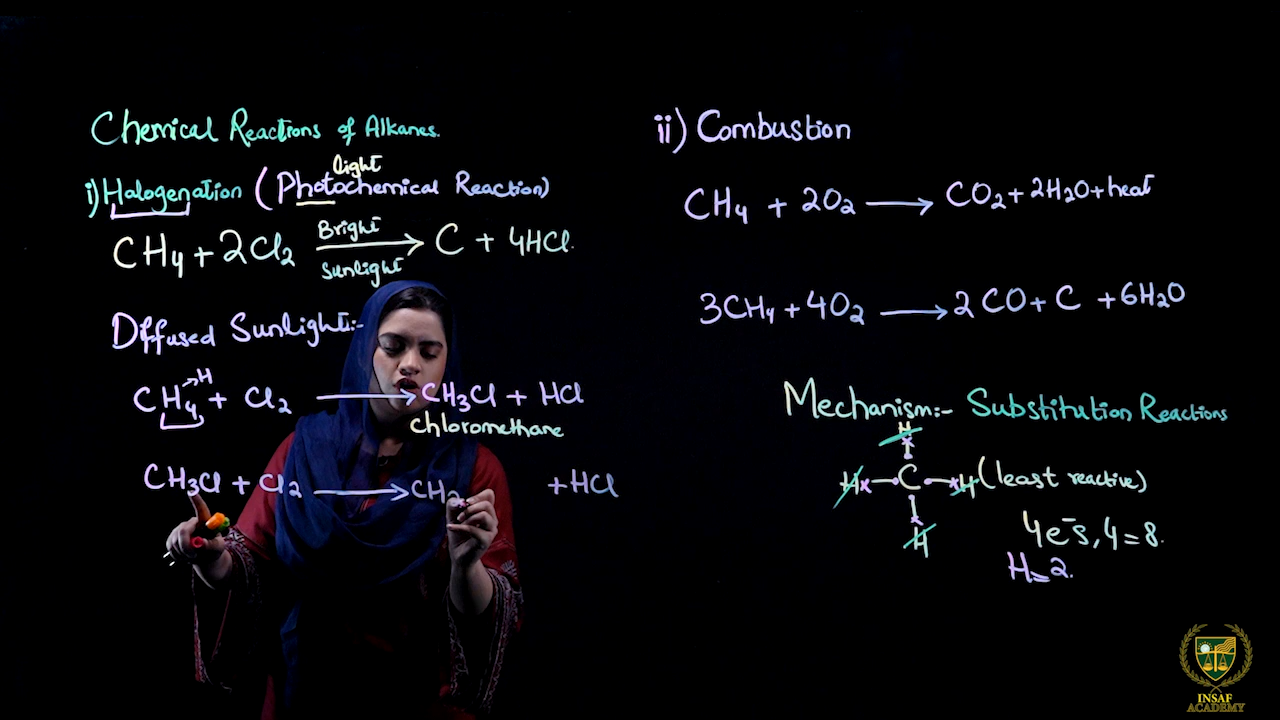 Chemical Reactions of Alkanes.
light
i) Halogenation (Photochemical Reaction)
CH4 + 2Cl2 Bright Sunlight → C + 4HCl.
Diffused Sunlight:-
→H
CH4 + Cl2 → CH3Cl + HCl
chloromethane
CH3Cl + Cl2 → CH2 + HCl
ii) Combustion
CH4 + 2O2 → CO2 + 2H2O + heat
3CH4 + 4O2 → 2CO + C + 6H2O
Mechanism:- Substitution Reactions
H
H C H (least reactive)
H
4e-s, 4 = 8.
H = 2.
INSAF
ACADEMY